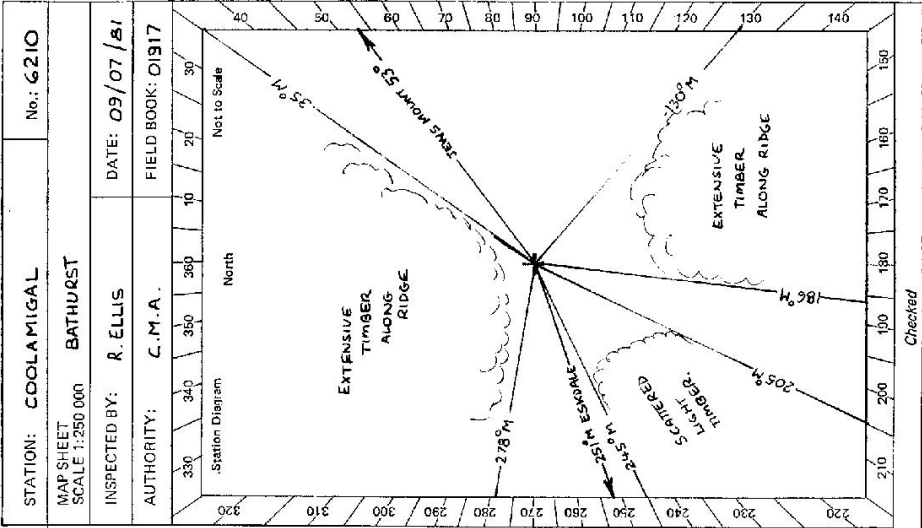 STATION: COOLAMIGAL No.: 6210
MAP SHEET
SCALE 1:250 000 BATHURST
INSPECTED BY: R. ELLIS DATE: 09/07/81
AUTHORITY: C.M.A. FIELD BOOK: 01917
330 340 350 360 10 20 30
Station Diagram North Not to Scale
40 50 60 70 80 90 100 110 120 130 140
150 160 170 180 190 200 210
220 230 240 250 260 270 280 290 300 310 320
35°M
JEWS MOUNT 53°
130°M
186°M
205°M
245°M
251°M ESKDALE
278°M
EXTENSIVE
TIMBER
ALONG
RIDGE
EXTENSIVE
TIMBER
ALONG RIDGE
SCATTERED
LIGHT
TIMBER.
Checked